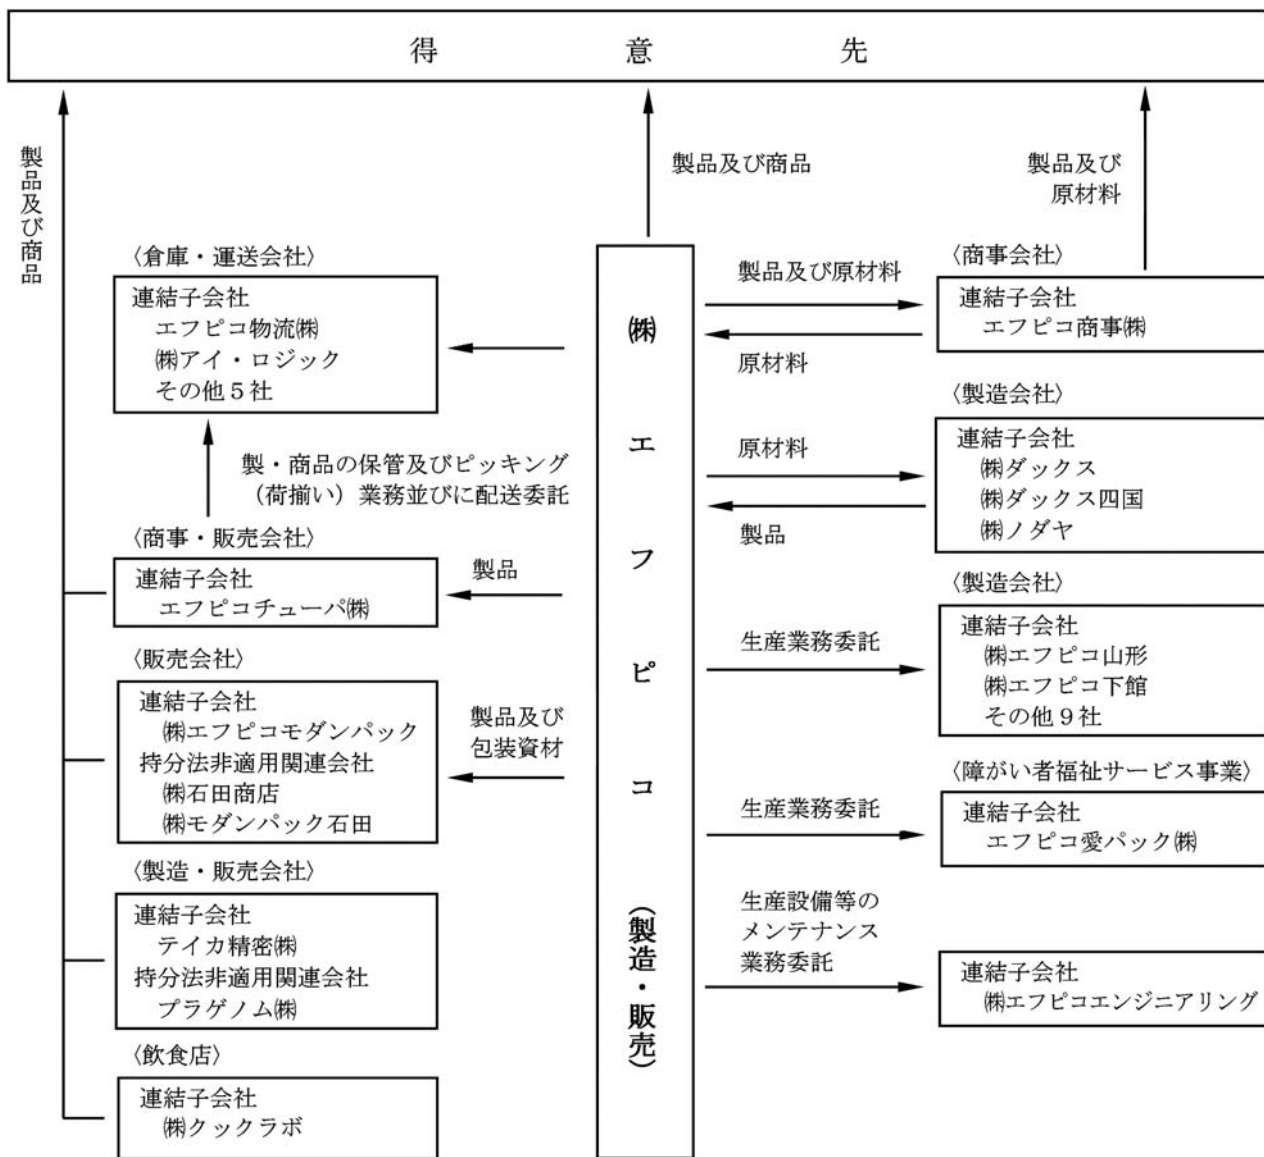 得意先
製品及び商品
製品及び商品
製品及び
原材料
〈倉庫・運送会社〉
連結子会社
エフピコ物流㈱
㈱アイ・ロジック
その他５社
製・商品の保管及びピッキング
（荷揃い）業務並びに配送委託
〈商事・販売会社〉
連結子会社
エフピコチューパ㈱
製品
〈販売会社〉
連結子会社
㈱エフピコモダンパック
持分法非適用関連会社
㈱石田商店
㈱モダンパック石田
製品及び
包装資材
〈製造・販売会社〉
連結子会社
テイカ精密㈱
持分法非適用関連会社
プラゲノム㈱
〈飲食店〉
連結子会社
㈱クックラボ
㈱エフピコ（製造・販売）
製品及び原材料
原材料
〈商事会社〉
連結子会社
エフピコ商事㈱
原材料
製品
〈製造会社〉
連結子会社
㈱ダックス
㈱ダックス四国
㈱ノダヤ
生産業務委託
〈製造会社〉
連結子会社
㈱エフピコ山形
㈱エフピコ下館
その他９社
生産業務委託
〈障がい者福祉サービス事業〉
連結子会社
エフピコ愛パック㈱
生産設備等の
メンテナンス
業務委託
連結子会社
㈱エフピコエンジニアリング